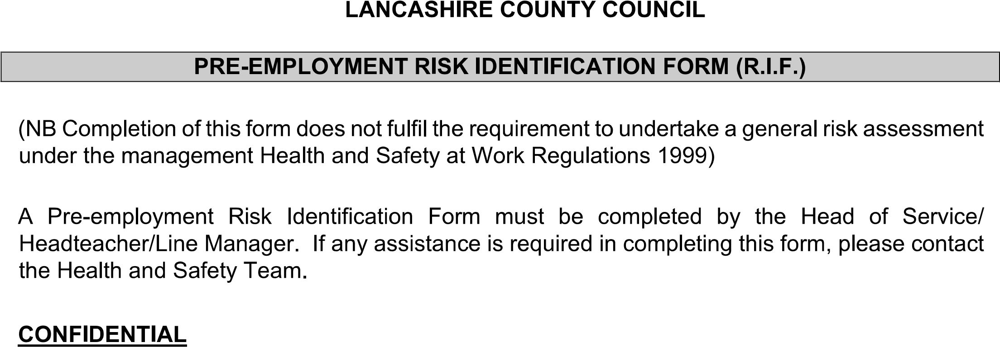 LANCASHIRE COUNTY COUNCIL
PRE-EMPLOYMENT RISK IDENTIFICATION FORM (R.I.F.)
(NB Completion of this form does not fulfil the requirement to undertake a general risk assessment
under the management Health and Safety at Work Regulations 1999)
A Pre-employment Risk Identification Form must be completed by the Head of Service/
Headteacher/Line Manager.  If any assistance is required in completing this form, please contact
the Health and Safety Team.
CONFIDENTIAL